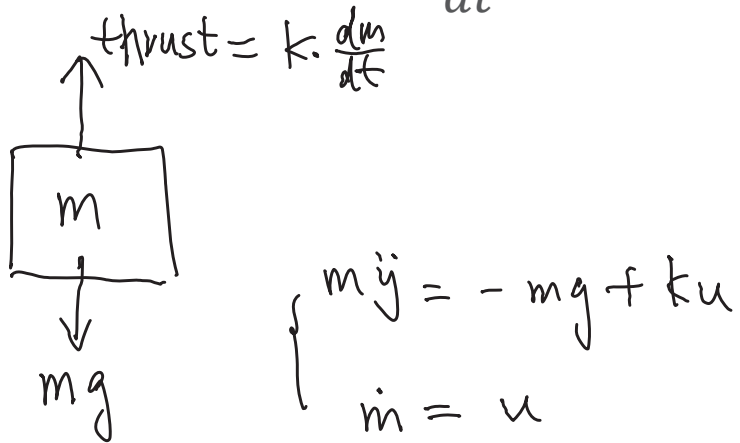 thrust = k. dm/dt
m
mg
mÿ = - mg + ku
ṁ = u